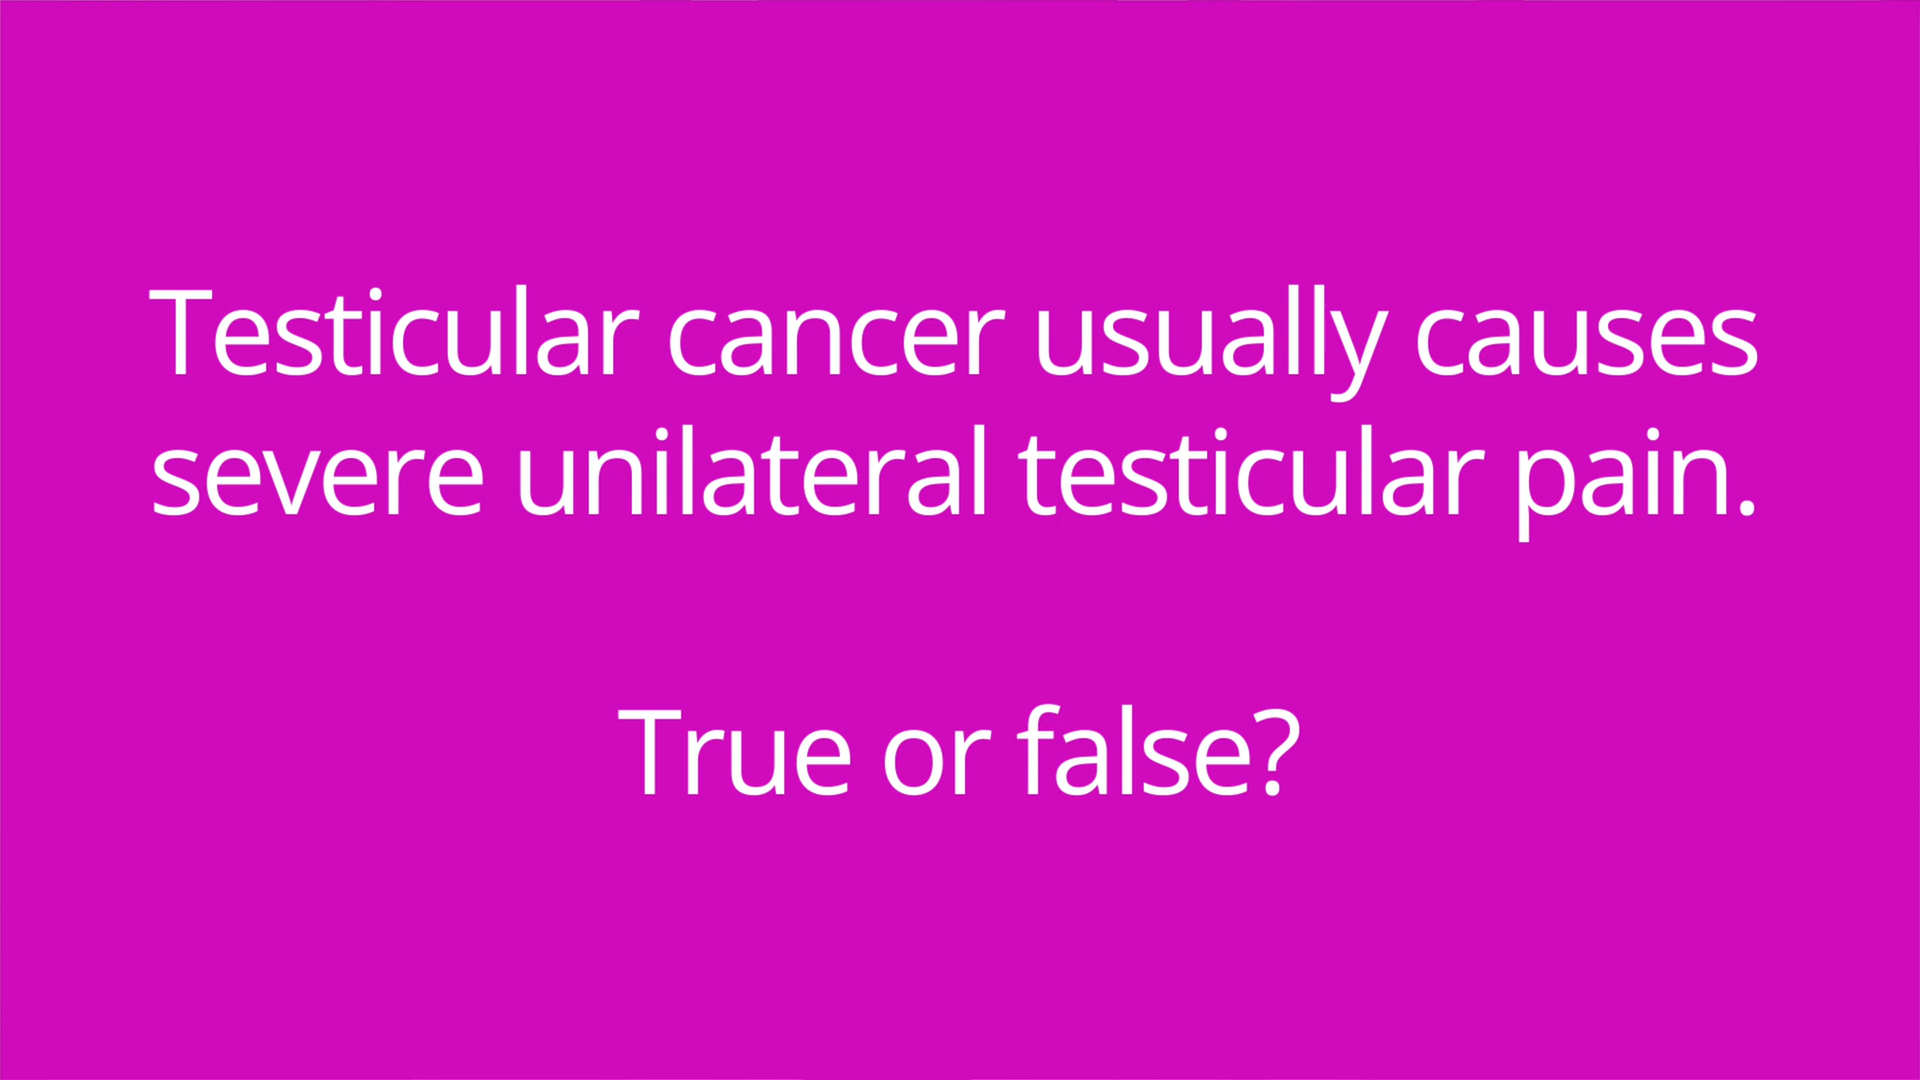 Testicular cancer usually causes
severe unilateral testicular pain.
True or false?